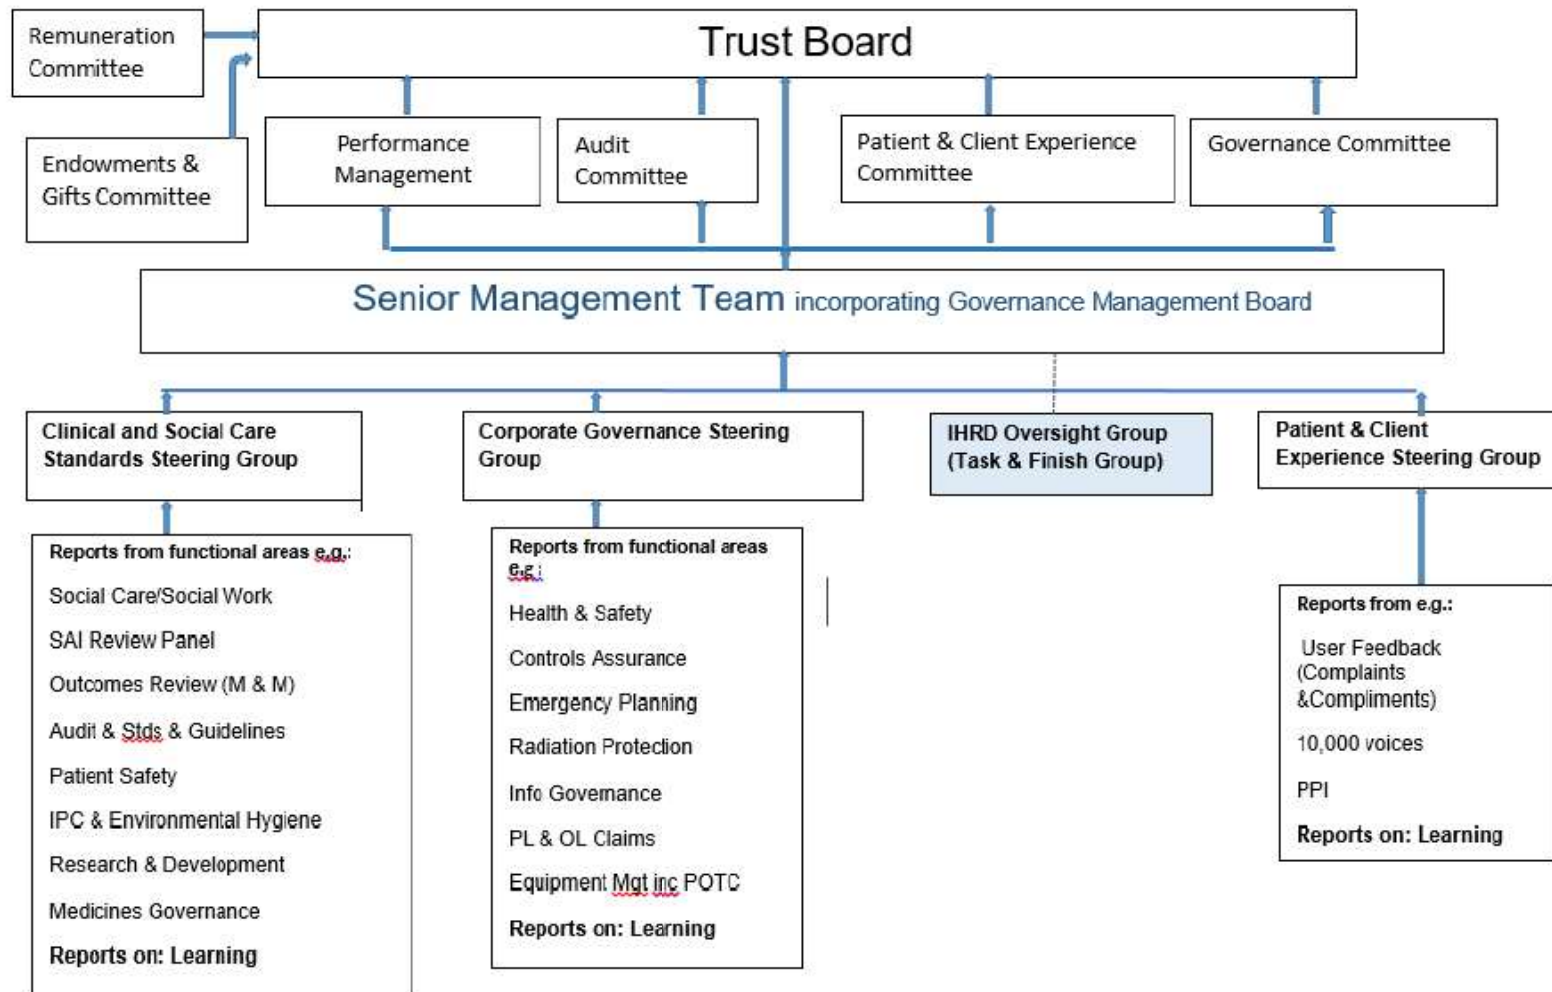 Remuneration
Committee
Trust Board
Endowments &
Gifts Committee
Performance
Management
Audit
Committee
Patient & Client Experience
Committee
Governance Committee
Senior Management Team incorporating Governance Management Board
Clinical and Social Care
Standards Steering Group
Corporate Governance Steering
Group
IHRD Oversight Group
(Task & Finish Group)
Patient & Client
Experience Steering Group
Reports from functional areas e.g.:
Social Care/Social Work
SAI Review Panel
Outcomes Review (M & M)
Audit & Stds & Guidelines
Patient Safety
IPC & Environmental Hygiene
Research & Development
Medicines Governance
Reports on: Learning
Reports from functional areas
e.g :
Health & Safety
Controls Assurance
Emergency Planning
Radiation Protection
Info Governance
PL & OL Claims
Equipment Mgt inc POTC
Reports on: Learning
Reports from e.g.:
User Feedback
(Complaints
&Compliments)
10,000 voices
PPI
Reports on: Learning